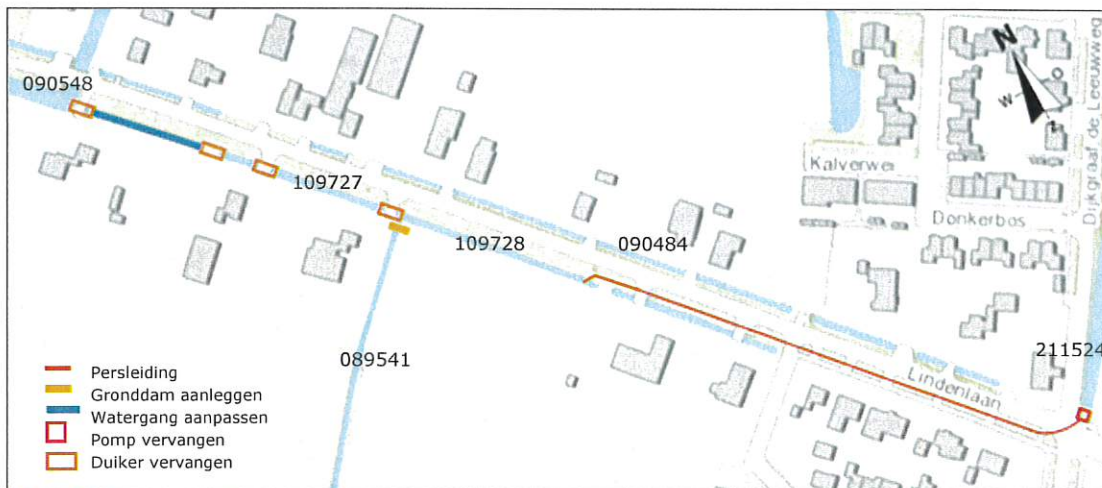 090548
109727
109728
090484
089541
211524
Kalverwei
Donkerbos
Dijkgraaf de Leeuwweg
Lindenlaan
N
O
W
Z
Persleiding
Gronddam aanleggen
Watergang aanpassen
Pomp vervangen
Duiker vervangen